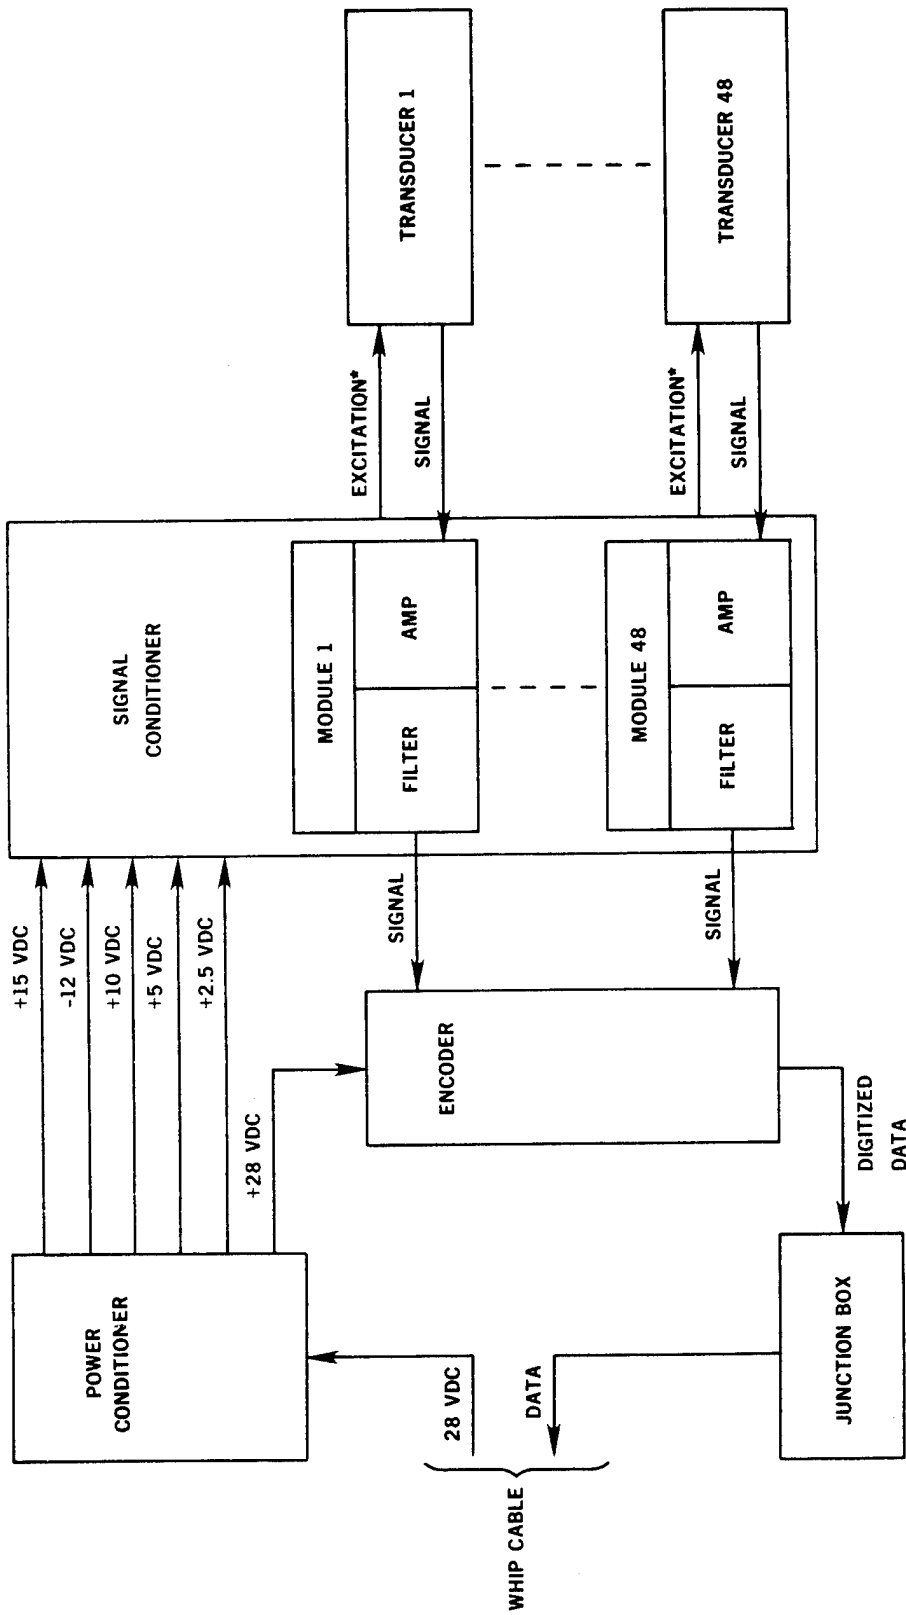 TRANSDUCER 1
TRANSDUCER 48
EXCITATION*
SIGNAL
EXCITATION*
SIGNAL
SIGNAL
CONDITIONER
MODULE 1
FILTER
AMP
MODULE 48
FILTER
AMP
+15 VDC
-12 VDC
+10 VDC
+5 VDC
+2.5 VDC
+28 VDC
SIGNAL
SIGNAL
ENCODER
DIGITIZED
DATA
POWER
CONDITIONER
28 VDC
DATA
JUNCTION BOX
WHIP CABLE